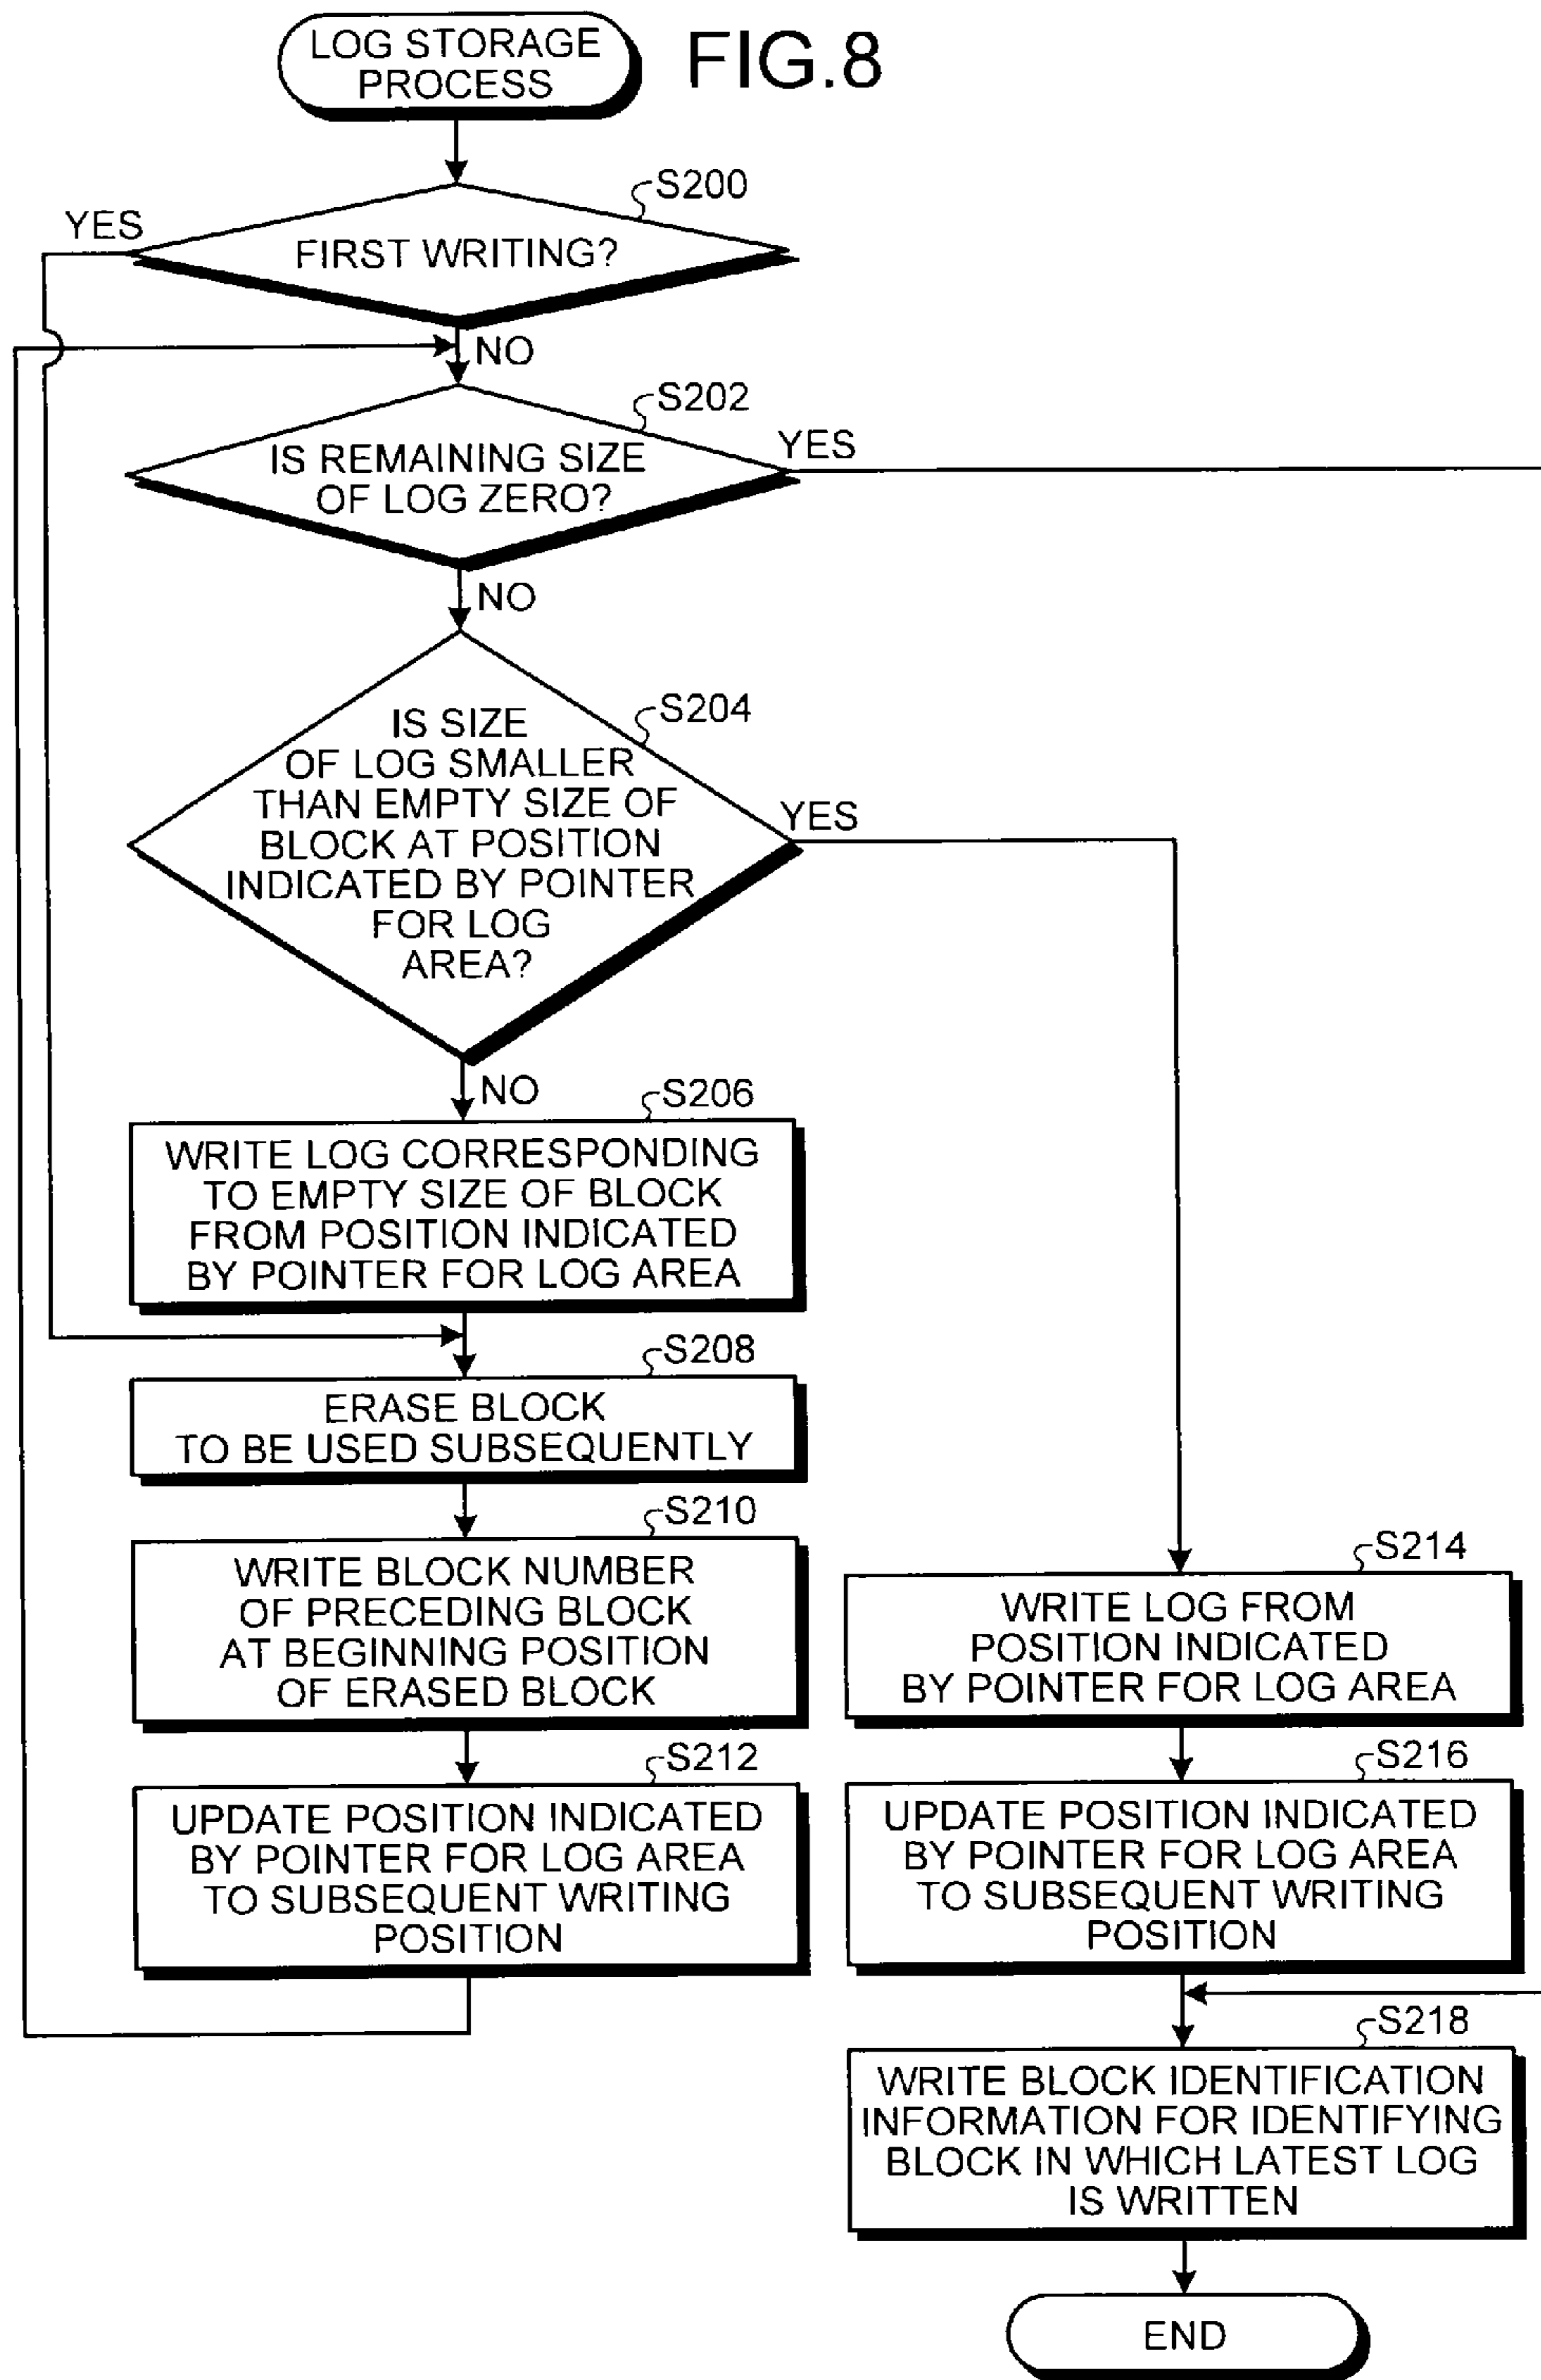 LOG STORAGE
PROCESS
FIG.8
S200
YES
FIRST WRITING?
NO
S202
YES
IS REMAINING SIZE
OF LOG ZERO?
NO
S204
IS SIZE
OF LOG SMALLER
THAN EMPTY SIZE OF
BLOCK AT POSITION
INDICATED BY POINTER
FOR LOG
AREA?
YES
NO
S206
WRITE LOG CORRESPONDING
TO EMPTY SIZE OF BLOCK
FROM POSITION INDICATED
BY POINTER FOR LOG AREA
S208
ERASE BLOCK
TO BE USED SUBSEQUENTLY
S210
WRITE BLOCK NUMBER
OF PRECEDING BLOCK
AT BEGINNING POSITION
OF ERASED BLOCK
S212
UPDATE POSITION INDICATED
BY POINTER FOR LOG AREA
TO SUBSEQUENT WRITING
POSITION
S214
WRITE LOG FROM
POSITION INDICATED
BY POINTER FOR LOG AREA
S216
UPDATE POSITION INDICATED
BY POINTER FOR LOG AREA
TO SUBSEQUENT WRITING
POSITION
S218
WRITE BLOCK IDENTIFICATION
INFORMATION FOR IDENTIFYING
BLOCK IN WHICH LATEST LOG
IS WRITTEN
END